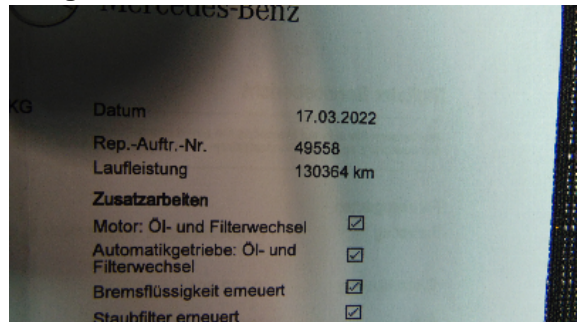 Mercedes-Benz
KG
Datum 17.03.2022
Rep.-Auftr.-Nr. 49558
Laufleistung 130364 km
Zusatzarbeiten
Motor: Öl- und Filterwechsel
Automatikgetriebe: Öl- und
Filterwechsel
Bremsflüssigkeit erneuert
Staubfilter erneuert